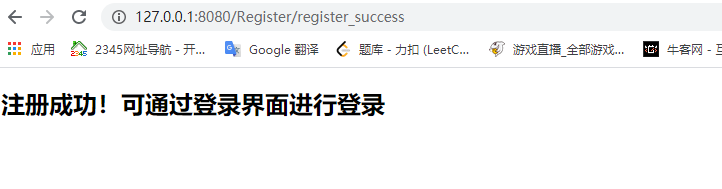 127.0.0.1:8080/Register/register_success
应用 2345网址导航 - 开... Google 翻译 题库 - 力扣 (LeetC... 游戏直播_全部游戏... 牛客网 - 互
注册成功！可通过登录界面进行登录